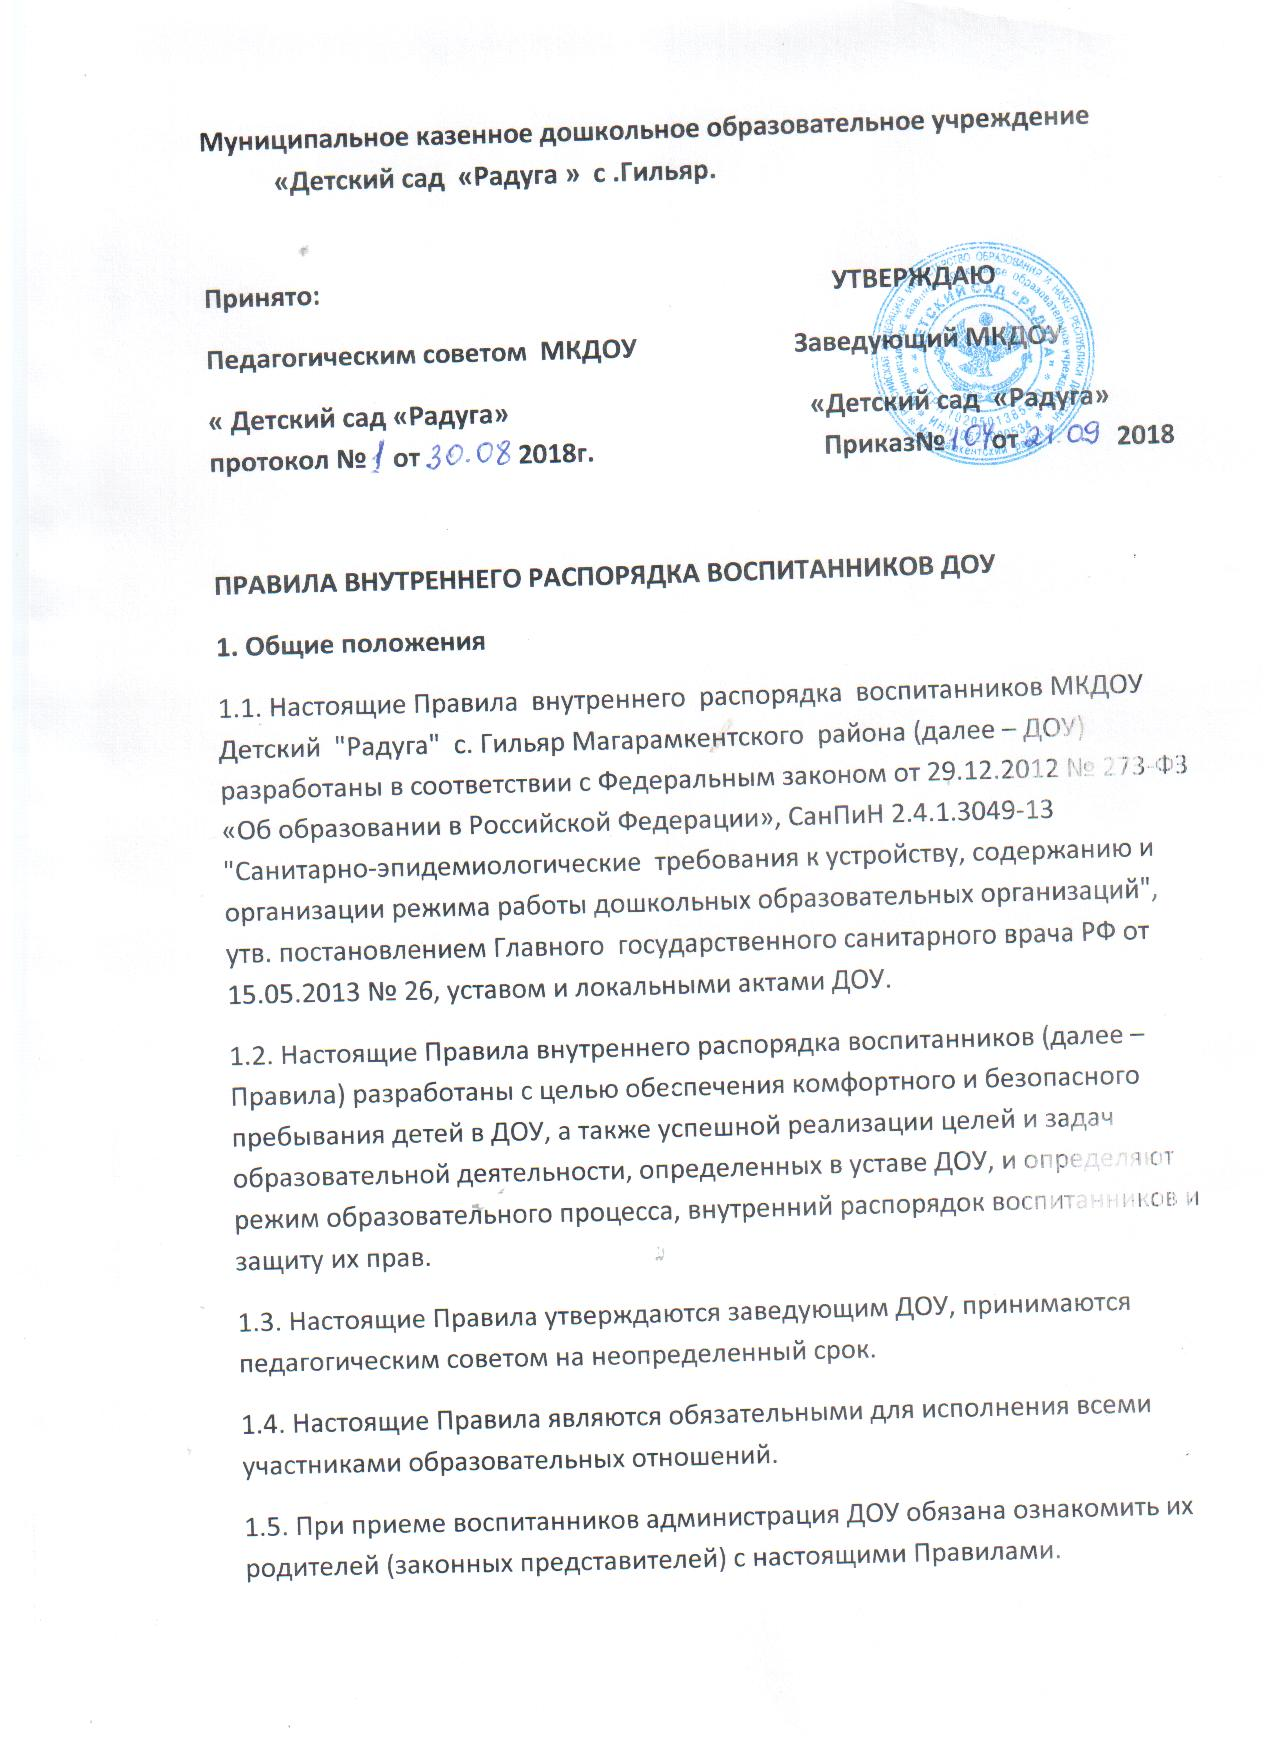 Муниципальное казенное дошкольное образовательное учреждение
«Детский сад «Радуга » с .Гильяр.
Принято:
УТВЕРЖДАЮ
Педагогическим советом МКДОУ
Заведующий МКДОУ
« Детский сад «Радуга»
«Детский сад «Радуга»
протокол № 1 от 30.08 2018г.
Приказ№ 104 от 21.09 2018
ПРАВИЛА ВНУТРЕННЕГО РАСПОРЯДКА ВОСПИТАННИКОВ ДОУ
1. Общие положения
1.1. Настоящие Правила внутреннего распорядка воспитанников МКДОУ
Детский "Радуга" с. Гильяр Магарамкентского района (далее – ДОУ)
разработаны в соответствии с Федеральным законом от 29.12.2012 № 273-ФЗ
«Об образовании в Российской Федерации», СанПиН 2.4.1.3049-13
"Санитарно-эпидемиологические требования к устройству, содержанию и
организации режима работы дошкольных образовательных организаций",
утв. постановлением Главного государственного санитарного врача РФ от
15.05.2013 № 26, уставом и локальными актами ДОУ.
1.2. Настоящие Правила внутреннего распорядка воспитанников (далее –
Правила) разработаны с целью обеспечения комфортного и безопасного
пребывания детей в ДОУ, а также успешной реализации целей и задач
образовательной деятельности, определенных в уставе ДОУ, и определяют
режим образовательного процесса, внутренний распорядок воспитанников и
защиту их прав.
1.3. Настоящие Правила утверждаются заведующим ДОУ, принимаются
педагогическим советом на неопределенный срок.
1.4. Настоящие Правила являются обязательными для исполнения всеми
участниками образовательных отношений.
1.5. При приеме воспитанников администрация ДОУ обязана ознакомить их
родителей (законных представителей) с настоящими Правилами.